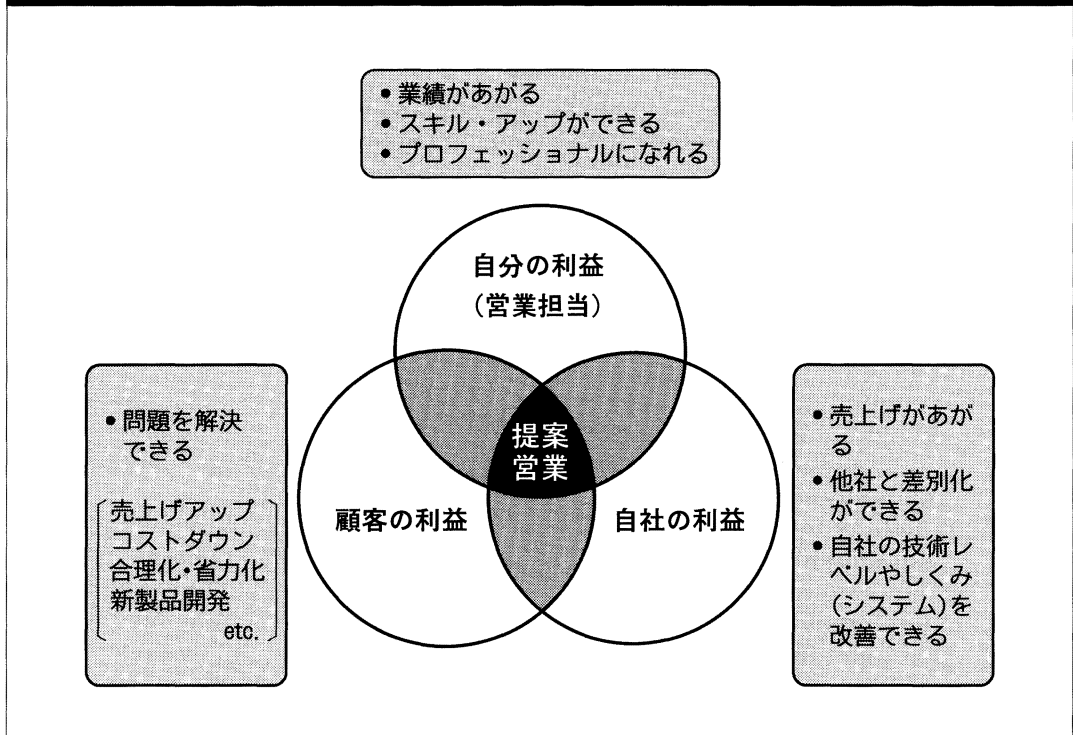 • 業績があがる
• スキル・アップができる
• プロフェッショナルになれる
自分の利益
(営業担当)
• 問題を解決
できる
売上げアップ
コストダウン
合理化・省力化
新製品開発
etc.
提案
営業
顧客の利益
自社の利益
• 売上げがあが
る
• 他社と差別化
ができる
• 自社の技術レ
ベルやしくみ
(システム)を
改善できる